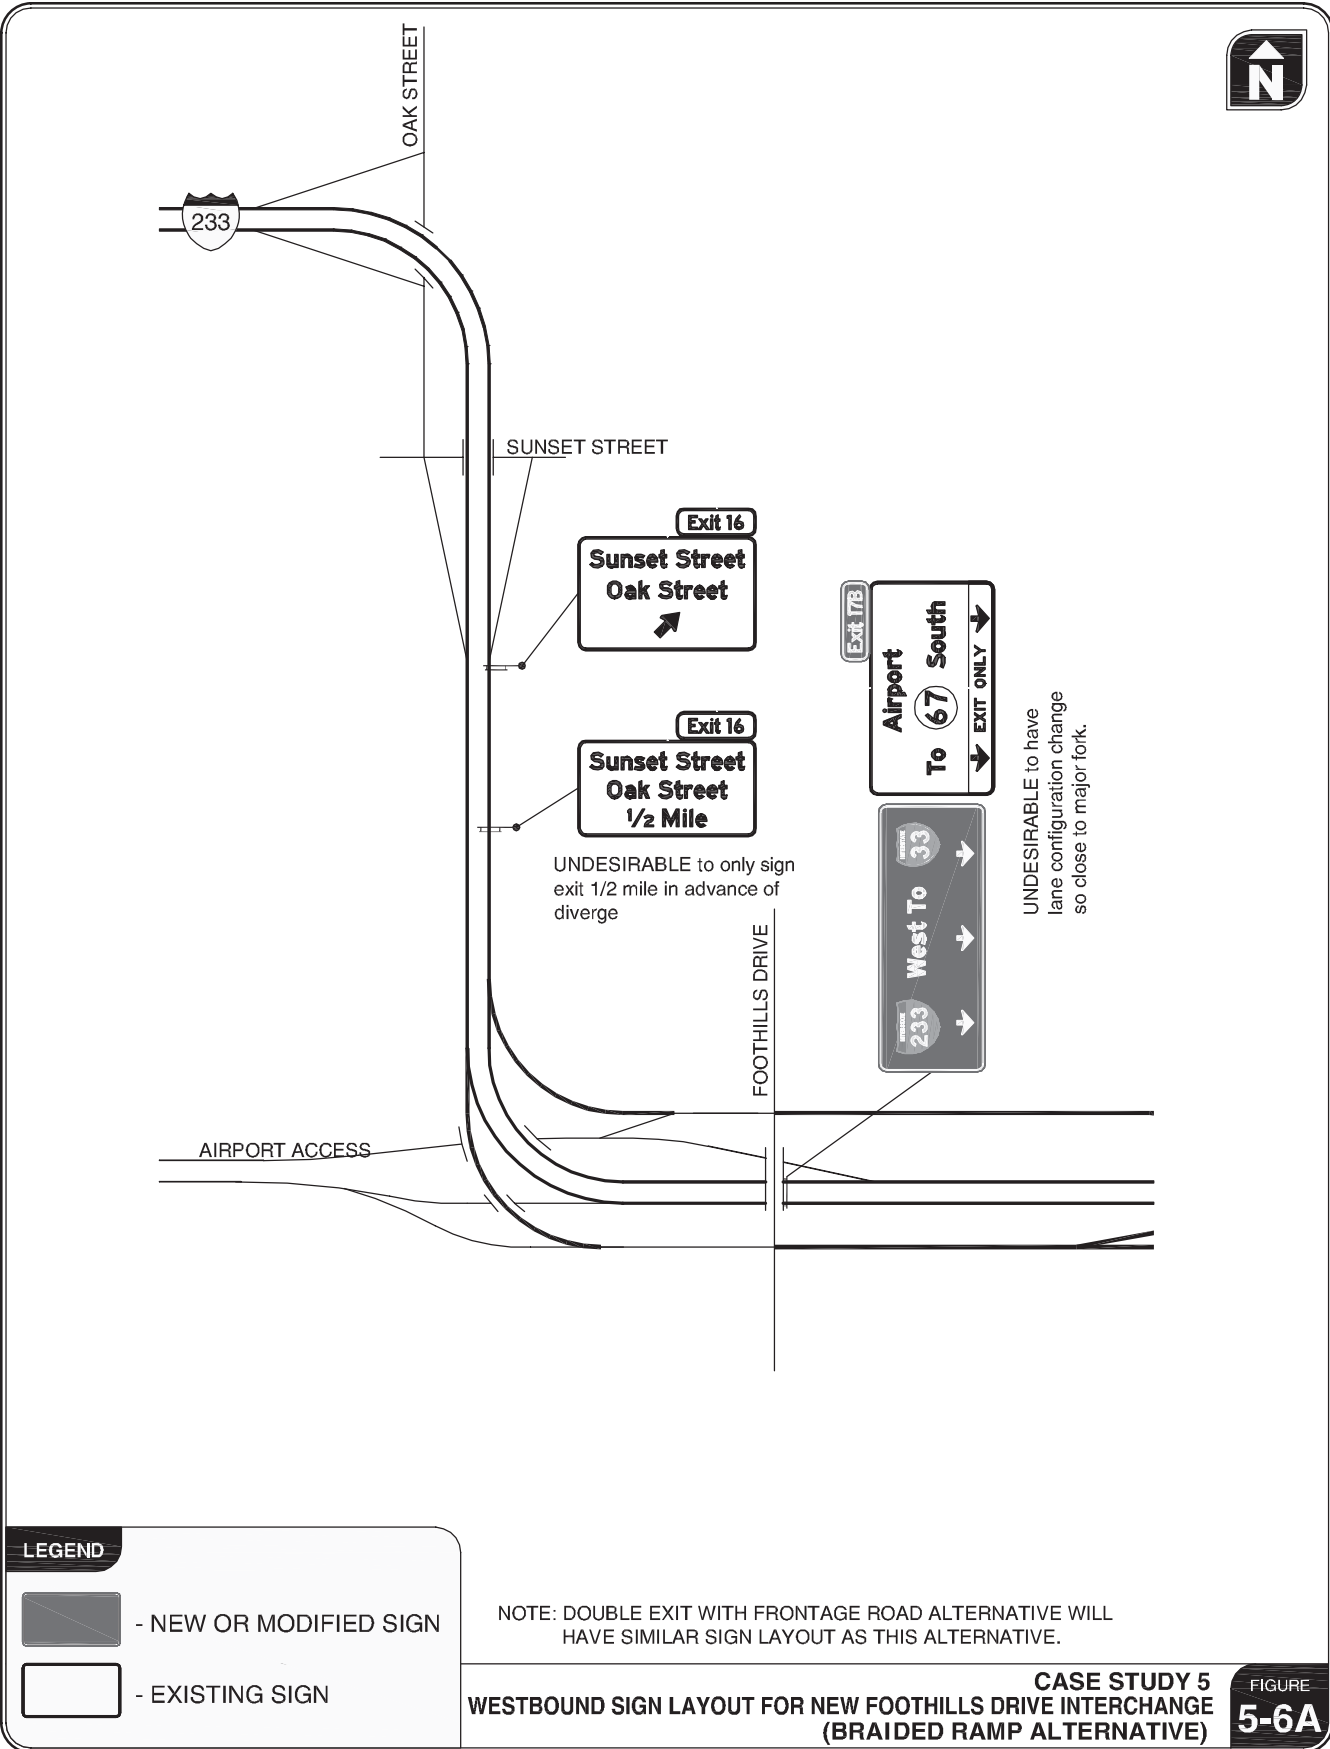 N
OAK STREET
233
SUNSET STREET
Exit 16
Sunset Street
Oak Street
Exit 16
Sunset Street
Oak Street
1/2 Mile
UNDESIRABLE to only sign
exit 1/2 mile in advance of
diverge
Exit 17B
Airport
To 67 South
EXIT ONLY
INTERSTATE INTERSTATE
233 West To 33
UNDESIRABLE to have
lane configuration change
so close to major fork.
FOOTHILLS DRIVE
AIRPORT ACCESS
LEGEND
- NEW OR MODIFIED SIGN
- EXISTING SIGN
NOTE: DOUBLE EXIT WITH FRONTAGE ROAD ALTERNATIVE WILL
HAVE SIMILAR SIGN LAYOUT AS THIS ALTERNATIVE.
CASE STUDY 5
WESTBOUND SIGN LAYOUT FOR NEW FOOTHILLS DRIVE INTERCHANGE
(BRAIDED RAMP ALTERNATIVE)
FIGURE
5-6A